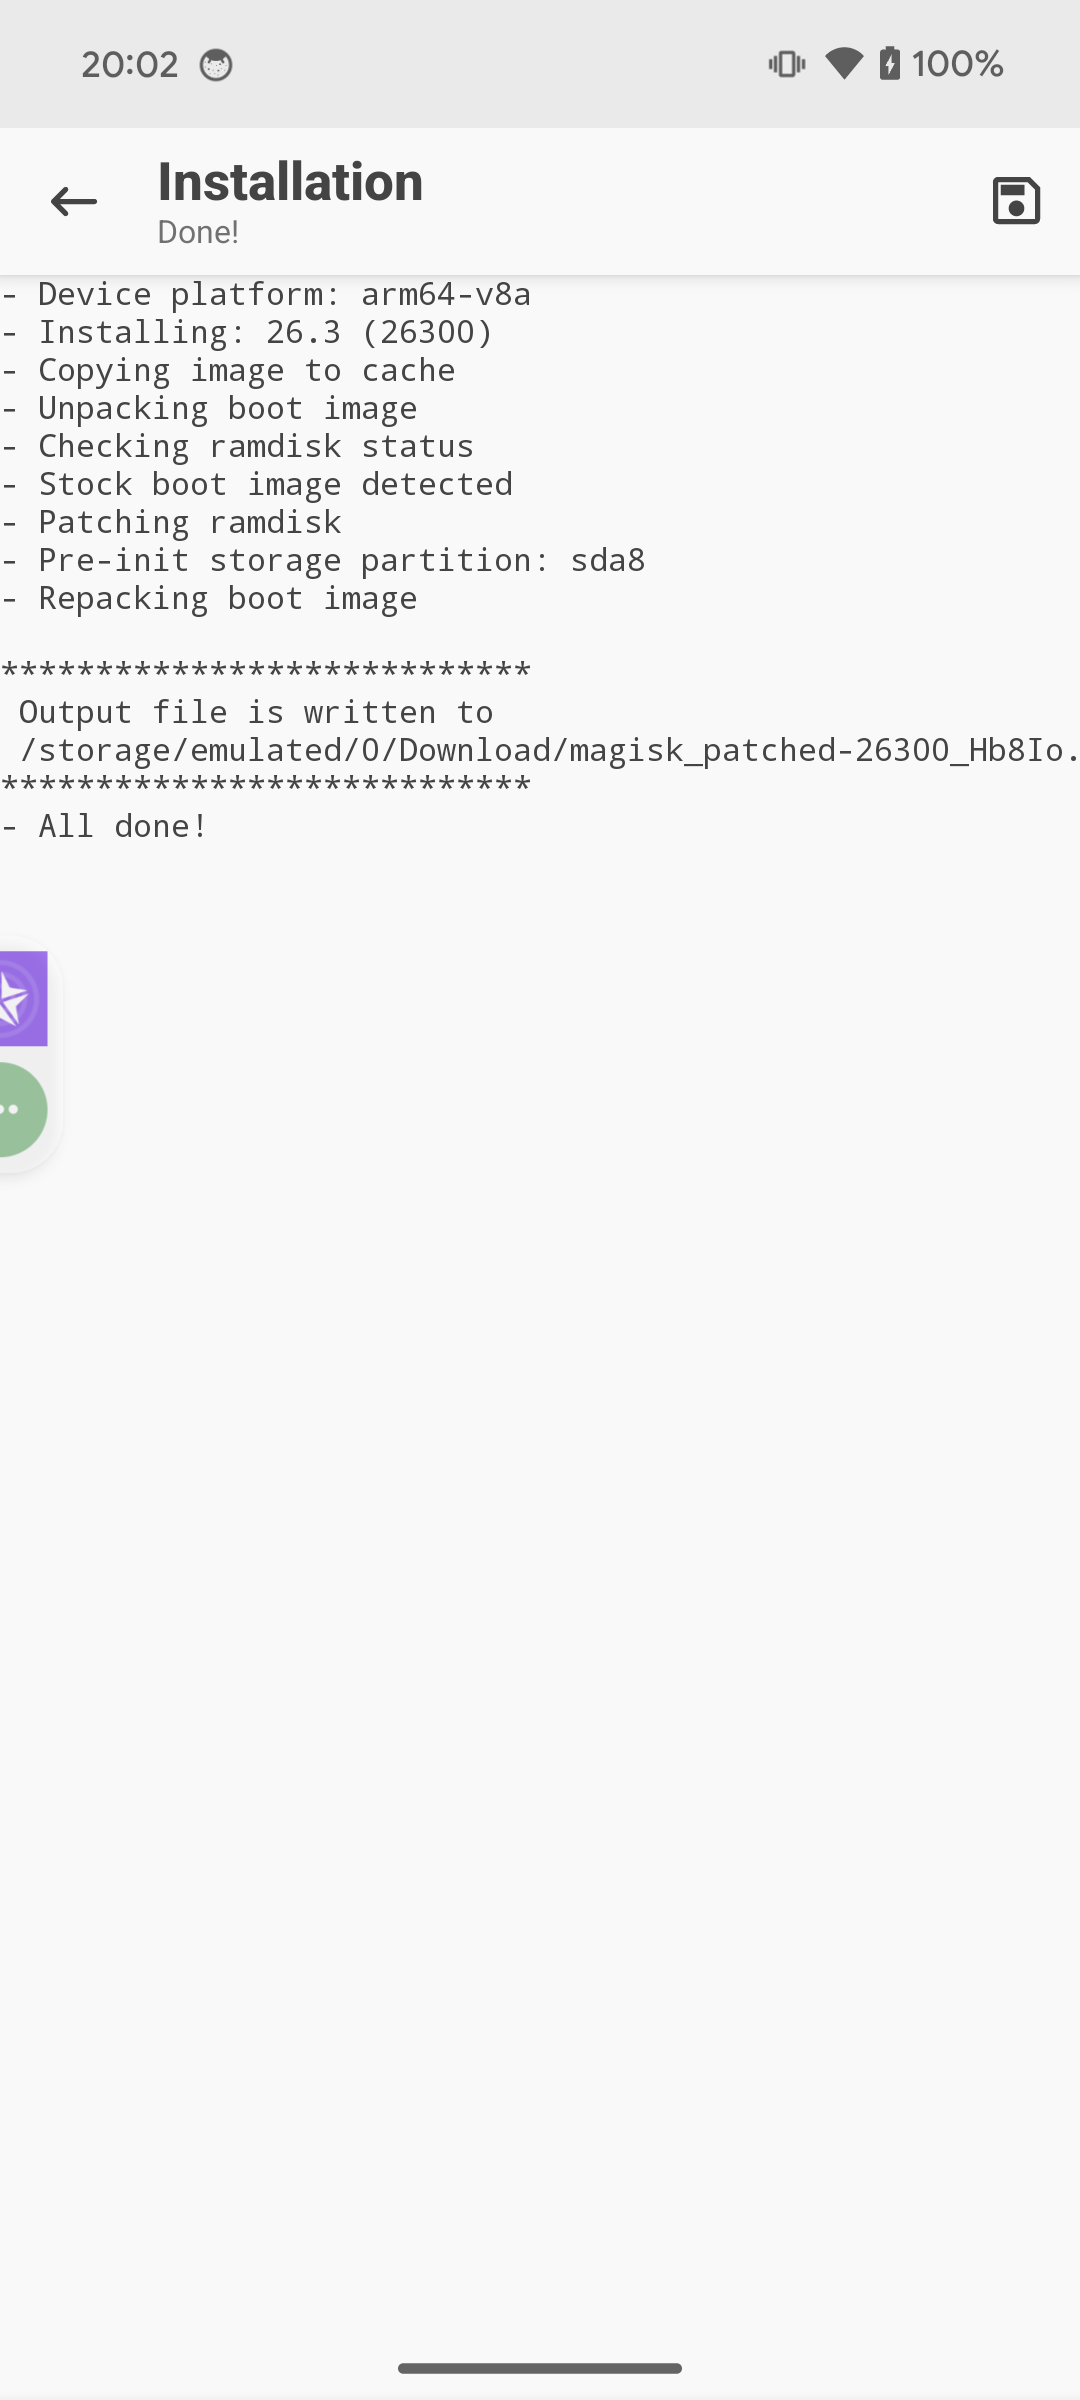 20:02
100%
Installation
Done!
- Device platform: arm64-v8a
- Installing: 26.3 (26300)
- Copying image to cache
- Unpacking boot image
- Checking ramdisk status
- Stock boot image detected
- Patching ramdisk
- Pre-init storage partition: sda8
- Repacking boot image
****************************
Output file is written to
/storage/emulated/0/Download/magisk_patched-26300_Hb8Io.
****************************
- All done!